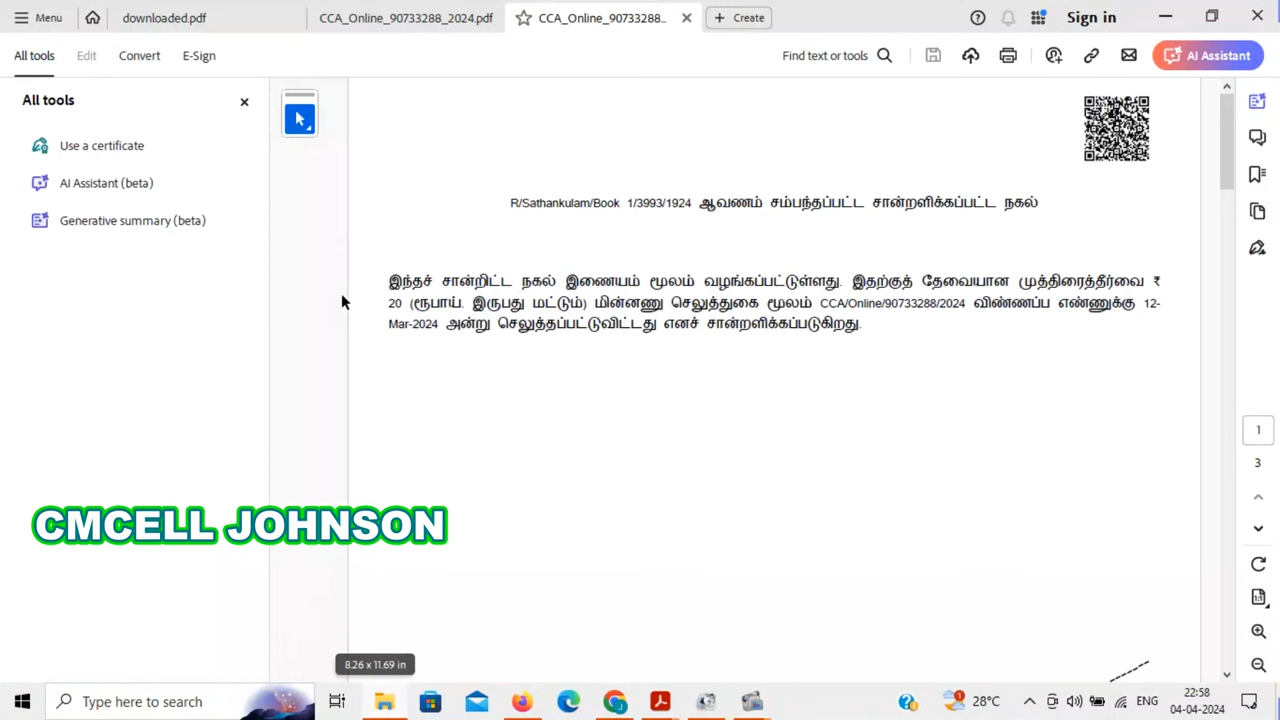 Menu
downloaded.pdf
CCA_Online_90733288_2024.pdf
CCA_Online_90733288...
Create
Sign in
All tools
Edit
Convert
E-Sign
Find text or tools
AI Assistant
All tools
Use a certificate
AI Assistant (beta)
Generative summary (beta)
R/Sathankulam/Book 1/3993/1924 ஆவணம் சம்பந்தப்பட்ட சான்றளிக்கப்பட்ட நகல்
இந்தச் சான்றிட்ட நகல் இணையம் மூலம் வழங்கப்பட்டுள்ளது. இதற்குத் தேவையான முத்திரைத்தீர்வை ₹
20 (ரூபாய். இருபது மட்டும்) மின்னணு செலுத்துகை மூலம் CCA/Online/90733288/2024 விண்ணப்ப எண்ணுக்கு 12-
Mar-2024 அன்று செலுத்தப்பட்டுவிட்டது எனச் சான்றளிக்கப்படுகிறது.
1
3
CMCELL JOHNSON
8.26 x 11.69 in
Type here to search
28°C
ENG
22:58
04-04-2024